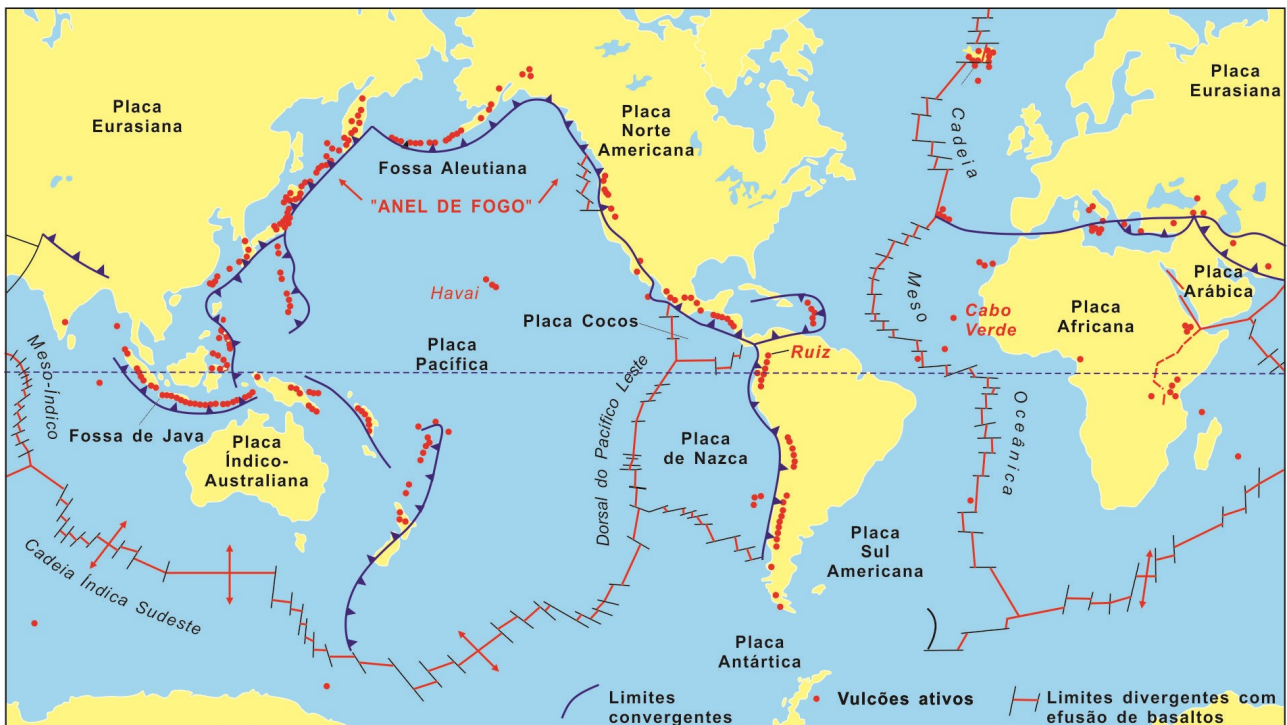 Placa
Eurasiana
Placa
Norte
Americana
Cadeia
Placa
Eurasiana
Fossa Aleutiana
"ANEL DE FOGO"
Havai
Placa
Pacífica
Placa Cocos
Ruiz
Meso
Cabo
Verde
Placa
Africana
Placa
Arábica
Meso-Índico
Fossa de Java
Placa
Índico-
Australiana
Dorsal do Pacífico Leste
Placa
de Nazca
Oceânica
Cadeia Índica Sudeste
Placa
Sul
Americana
Placa
Antártica
Limites
convergentes
Vulcões ativos
Limites divergentes com
efusão de basaltos